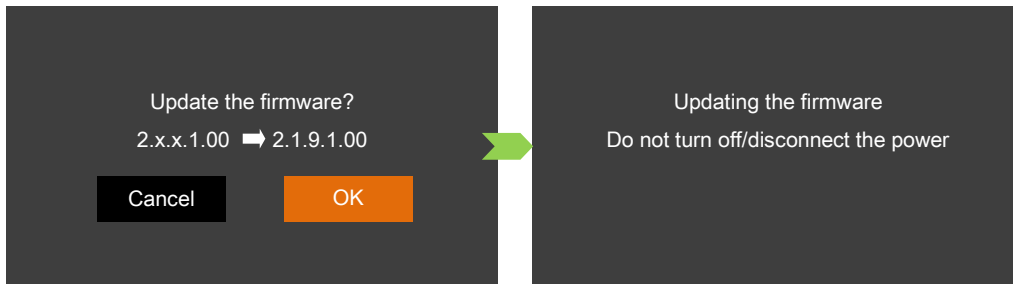 Update the firmware?
2.x.x.1.00 ➡ 2.1.9.1.00
Cancel
OK
Updating the firmware
Do not turn off/disconnect the power